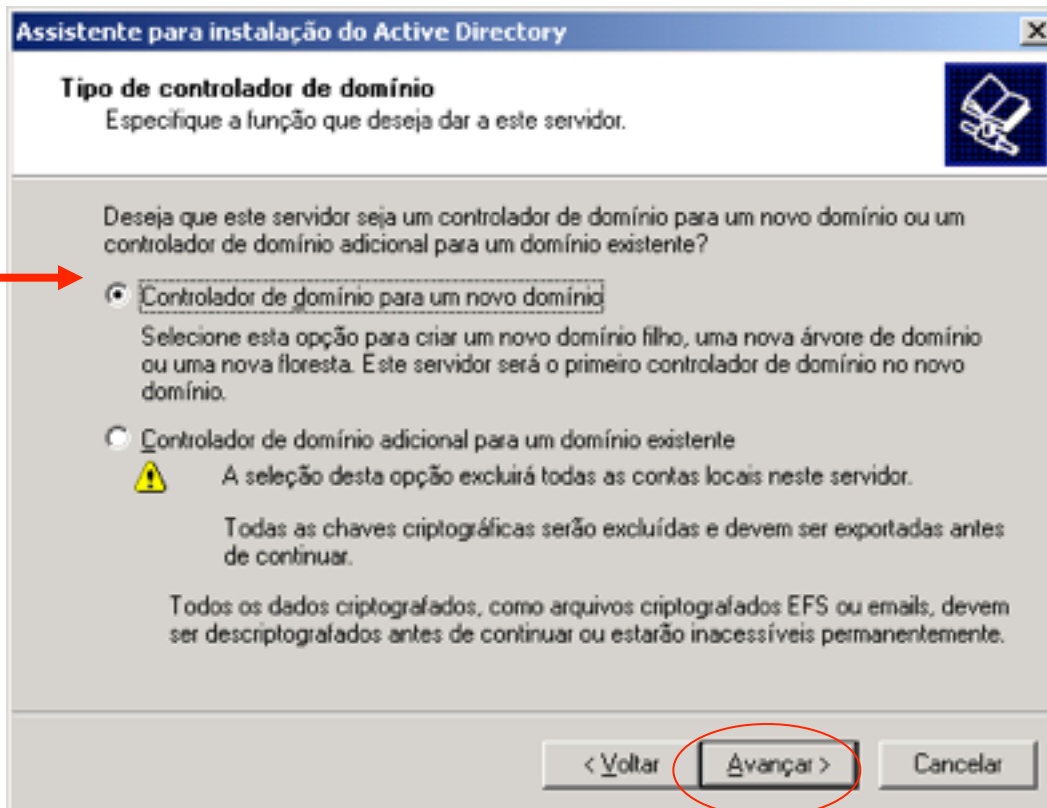 Assistente para instalação do Active Directory
Tipo de controlador de domínio
Especifique a função que deseja dar a este servidor.
Deseja que este servidor seja um controlador de domínio para um novo domínio ou um
controlador de domínio adicional para um domínio existente?
Controlador de domínio para um novo domínio
Selecione esta opção para criar um novo domínio filho, uma nova árvore de domínio
ou uma nova floresta. Este servidor será o primeiro controlador de domínio no novo
domínio.
Controlador de domínio adicional para um domínio existente
A seleção desta opção excluirá todas as contas locais neste servidor.
Todas as chaves criptográficas serão excluídas e devem ser exportadas antes
de continuar.
Todos os dados criptografados, como arquivos criptografados EFS ou emails, devem
ser descriptografados antes de continuar ou estarão inacessíveis permanentemente.
< Voltar Avançar > Cancelar